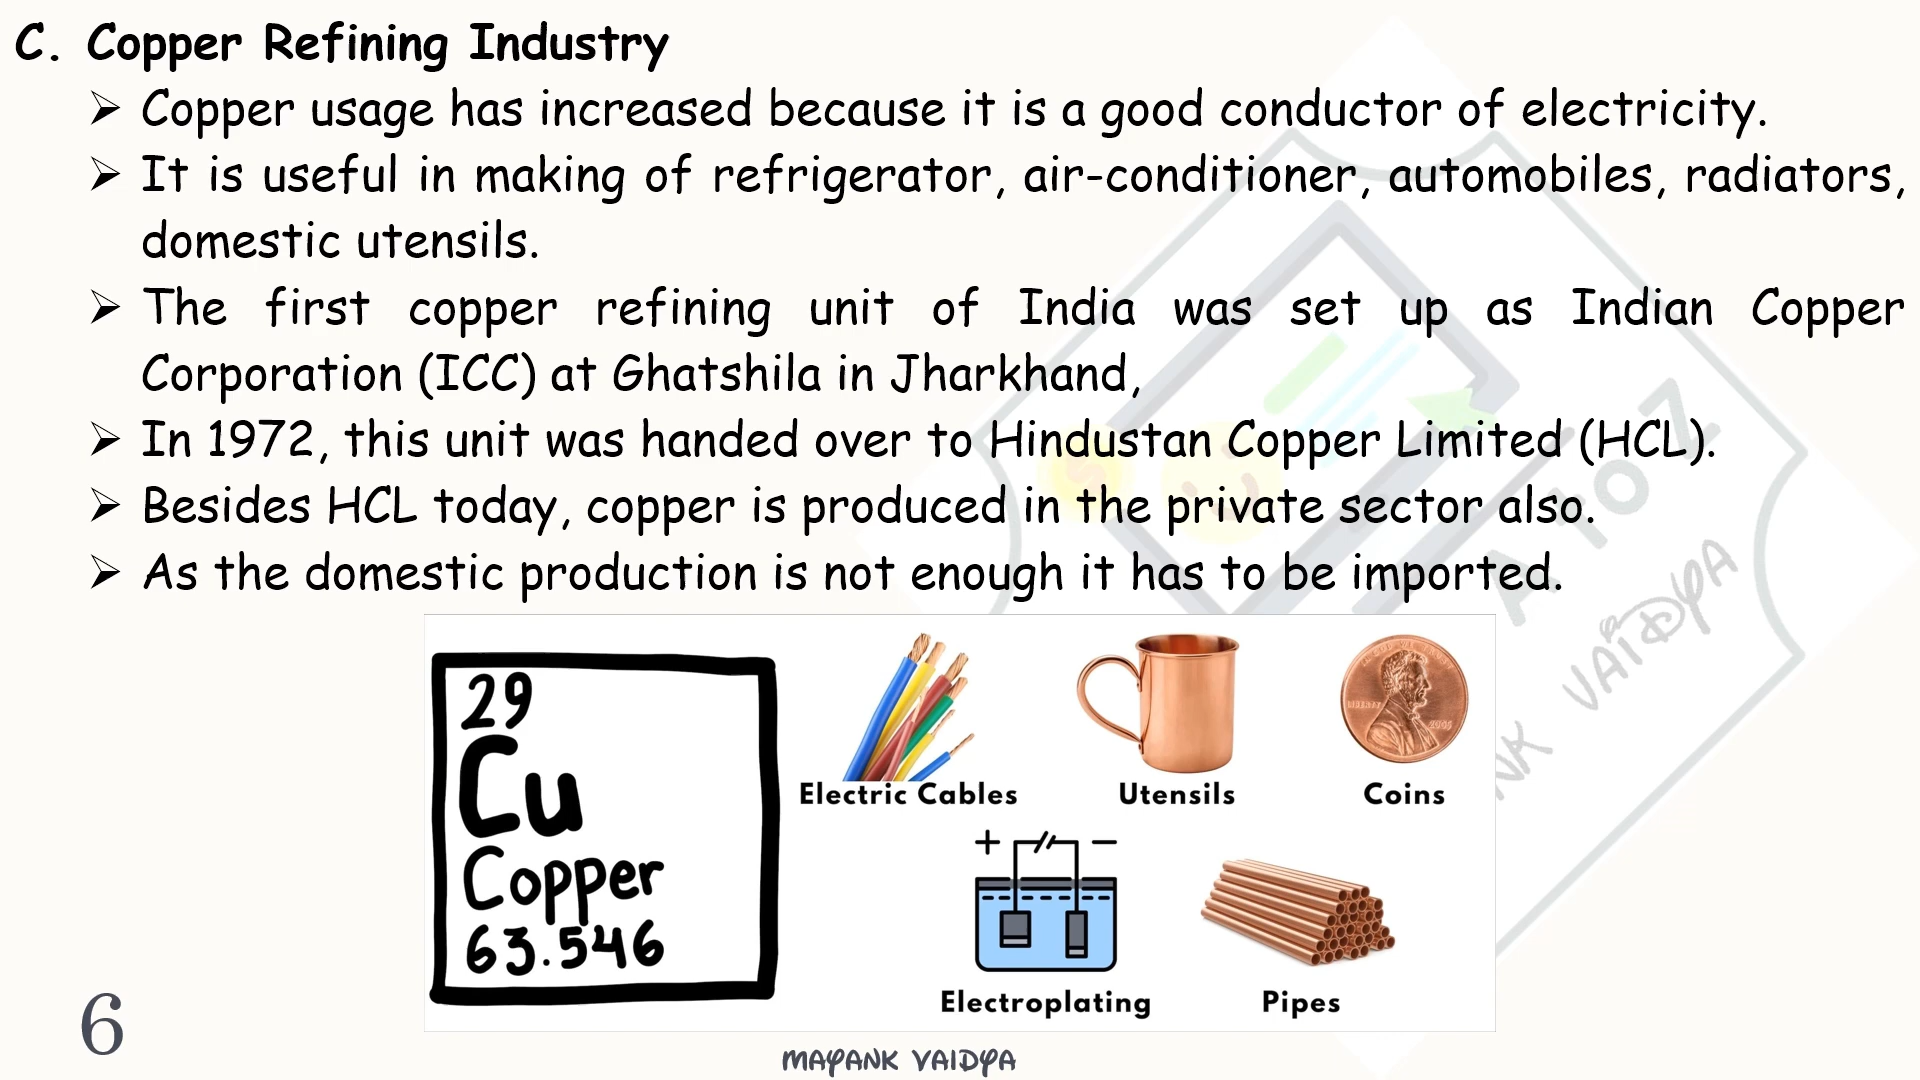 C. Copper Refining Industry
➢ Copper usage has increased because it is a good conductor of electricity.
➢ It is useful in making of refrigerator, air-conditioner, automobiles, radiators,
domestic utensils.
➢ The first copper refining unit of India was set up as Indian Copper
Corporation (ICC) at Ghatshila in Jharkhand,
➢ In 1972, this unit was handed over to Hindustan Copper Limited (HCL).
➢ Besides HCL today, copper is produced in the private sector also.
➢ As the domestic production is not enough it has to be imported.
29
Cu
Copper
63.546
Electric Cables
Utensils
Coins
+ −
Electroplating
Pipes
A TO Z
VAIDYA
6
MAYANK VAIDYA